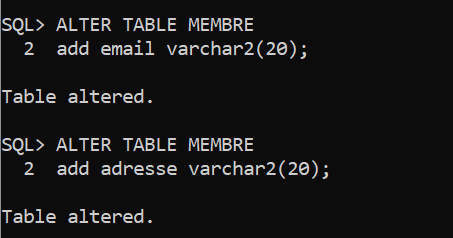 SQL> ALTER TABLE MEMBRE
2 add email varchar2(20);
Table altered.
SQL> ALTER TABLE MEMBRE
2 add adresse varchar2(20);
Table altered.